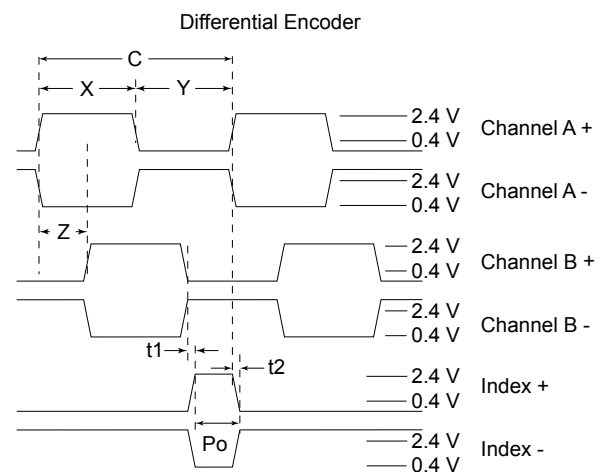 Differential Encoder
C
X Y
2.4 V
0.4 V
Channel A +
2.4 V
0.4 V
Channel A -
Z
2.4 V
0.4 V
Channel B +
2.4 V
0.4 V
Channel B -
t1
t2
2.4 V
0.4 V
Index +
Po
2.4 V
0.4 V
Index -